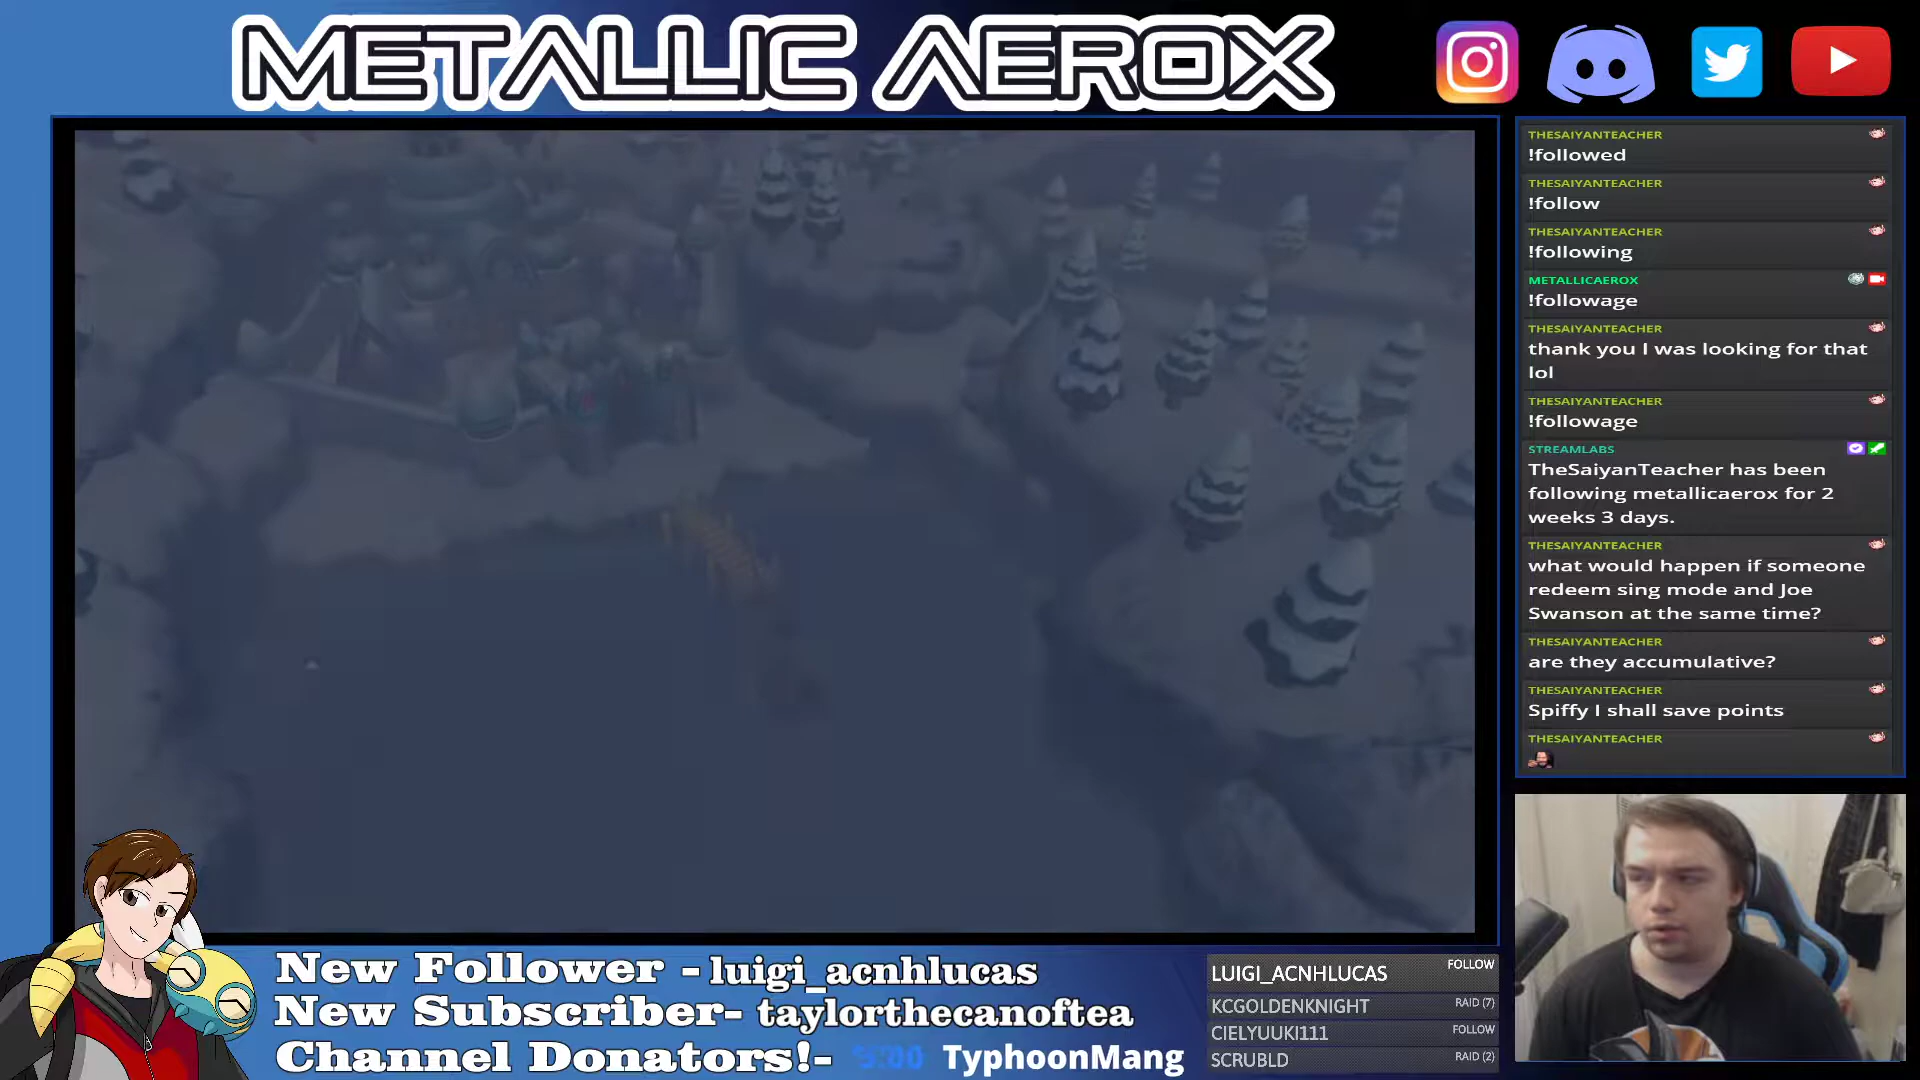 METALLIC AEROX
THESAIYANTEACHER
!followed
THESAIYANTEACHER
!follow
THESAIYANTEACHER
!following
METALLICAEROX
!followage
THESAIYANTEACHER
thank you I was looking for that
lol
THESAIYANTEACHER
!followage
STREAMLABS
TheSaiyanTeacher has been
following metallicaerox for 2
weeks 3 days.
THESAIYANTEACHER
what would happen if someone
redeem sing mode and Joe
Swanson at the same time?
THESAIYANTEACHER
are they accumulative?
THESAIYANTEACHER
Spiffy I shall save points
THESAIYANTEACHER
New Follower - luigi_acnhlucas
New Subscriber- taylorthecanoftea
Channel Donators!- TyphoonMang
LUIGI_ACNHLUCAS FOLLOW
KCGOLDENKNIGHT RAID (7)
CIELYUUKI111 FOLLOW
SCRUBLD RAID (2)